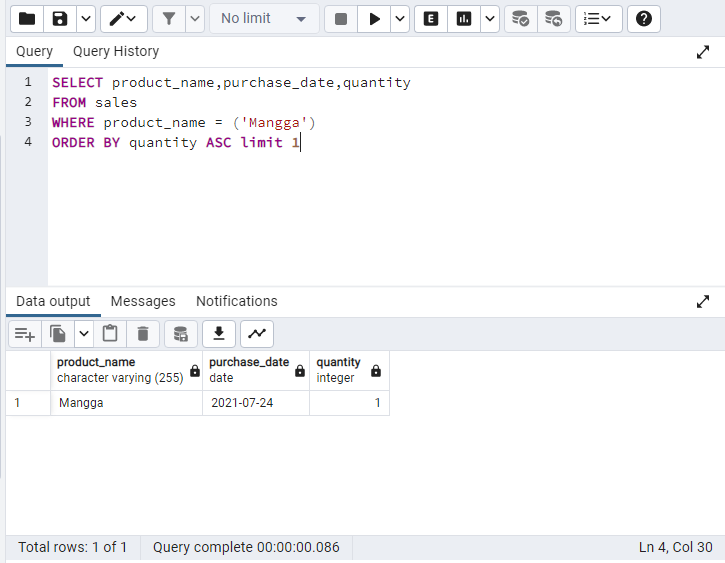 No limit
E
Query Query History
1 SELECT product_name,purchase_date,quantity
2 FROM sales
3 WHERE product_name = ('Mangga')
4 ORDER BY quantity ASC limit 1
Data output Messages Notifications
product_name purchase_date quantity
character varying (255) date integer
1 Mangga 2021-07-24 1
Total rows: 1 of 1 Query complete 00:00:00.086 Ln 4, Col 30